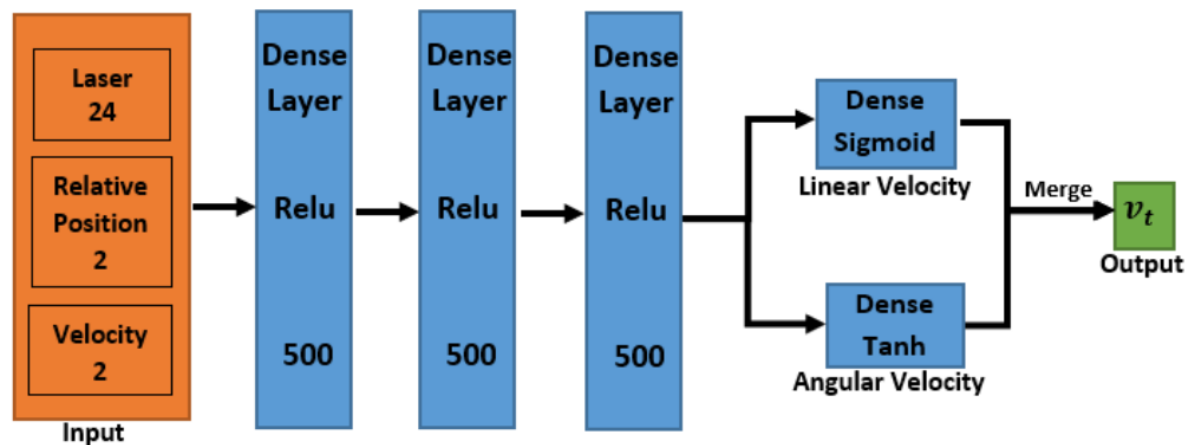 Laser
24
Relative
Position
2
Velocity
2
Input
Dense
Layer
Relu
500
Dense
Layer
Relu
500
Dense
Layer
Relu
500
Dense
Sigmoid
Linear Velocity
Dense
Tanh
Angular Velocity
Merge
v_t
Output